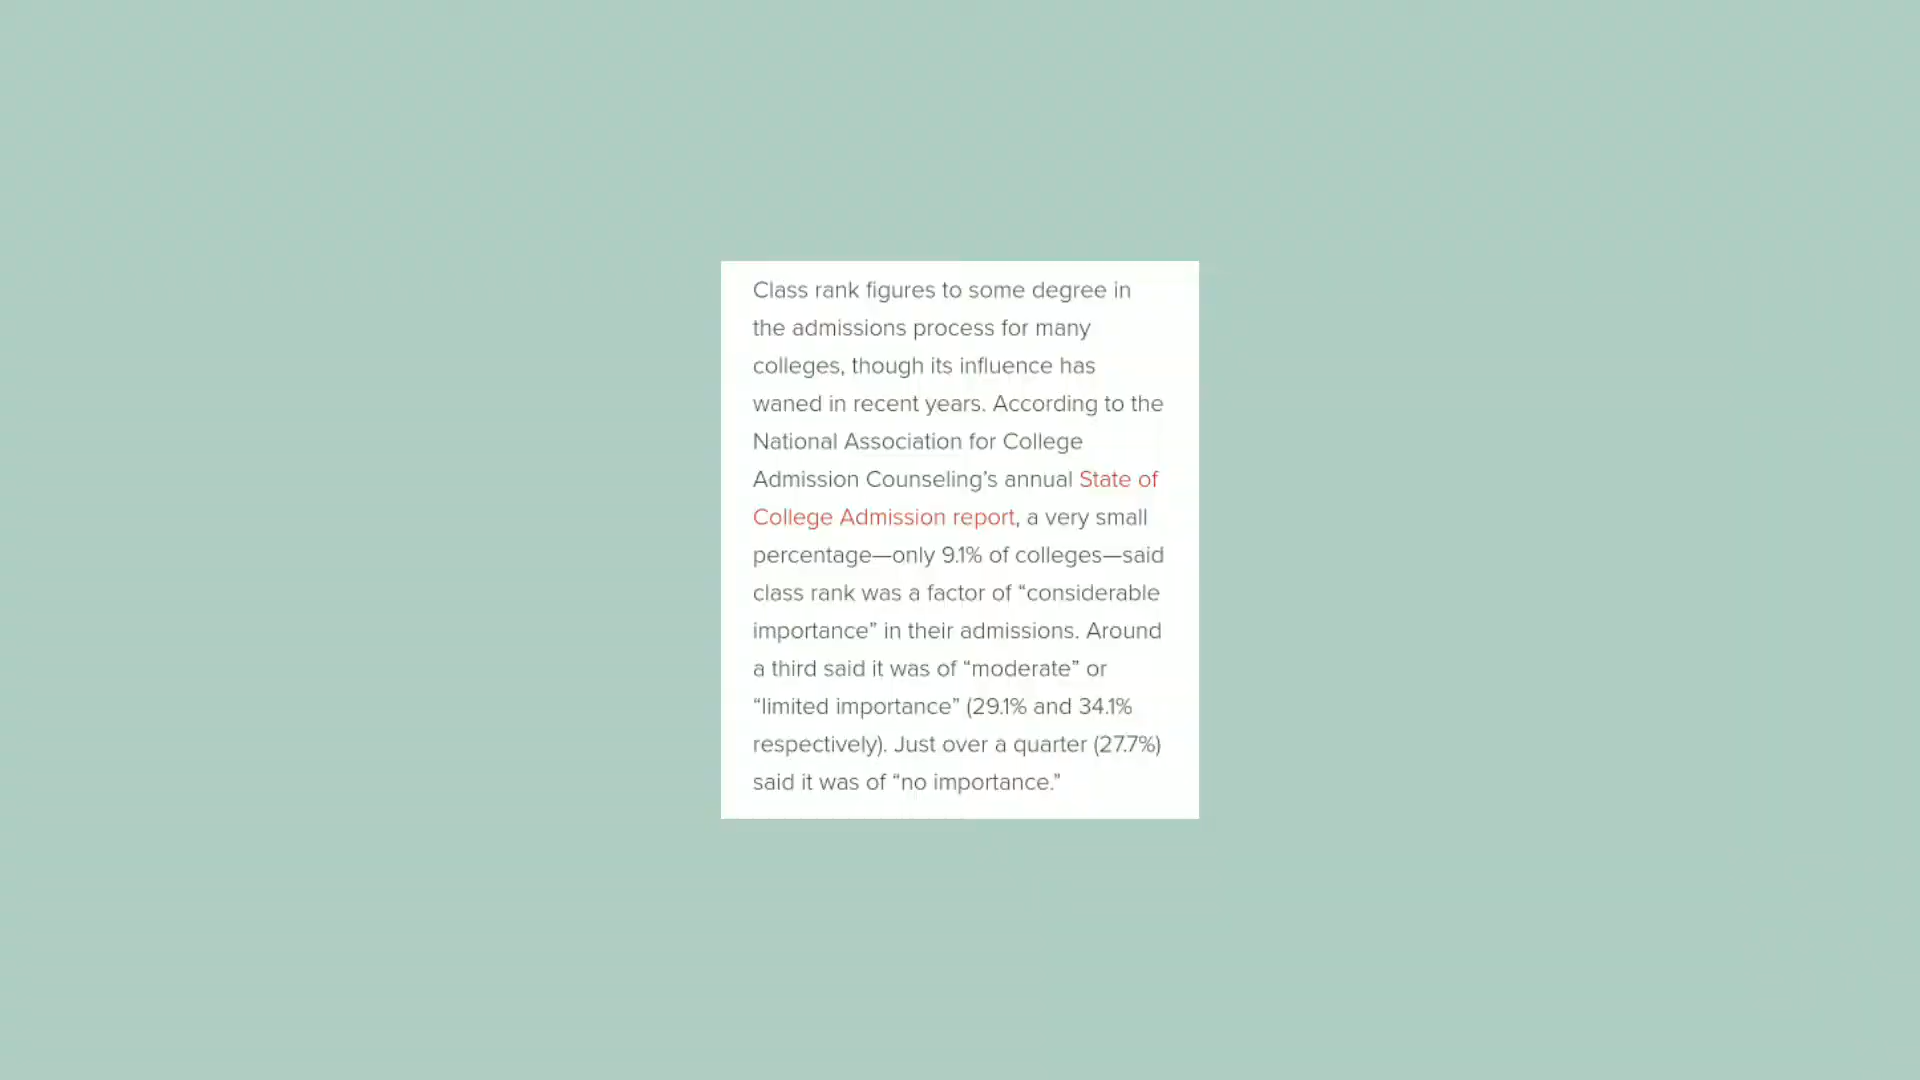 Class rank figures to some degree in
the admissions process for many
colleges, though its influence has
waned in recent years. According to the
National Association for College
Admission Counseling’s annual State of
College Admission report, a very small
percentage—only 9.1% of colleges—said
class rank was a factor of “considerable
importance” in their admissions. Around
a third said it was of “moderate” or
“limited importance” (29.1% and 34.1%
respectively). Just over a quarter (27.7%)
said it was of “no importance.”